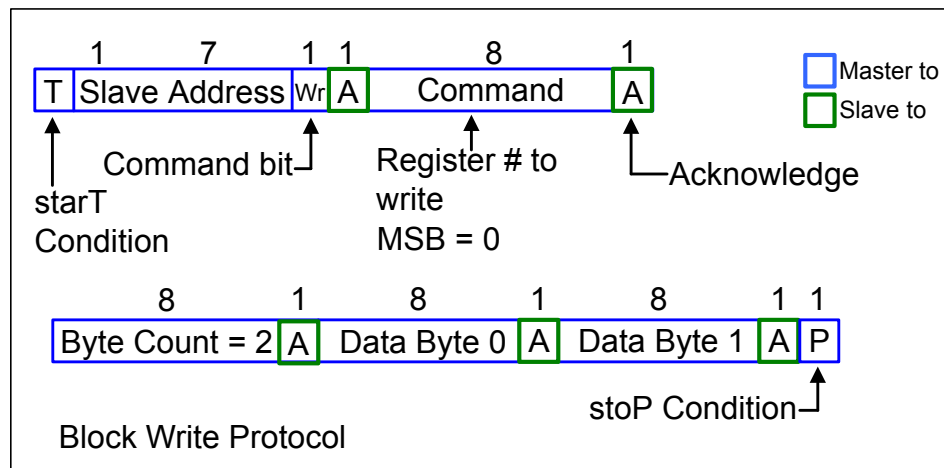 1 7 1 1 8 1
T Slave Address Wr A Command A
Master to
Slave to
Command bit
Register # to
write
MSB = 0
Acknowledge
starT
Condition
8 1 8 1 8 1 1
Byte Count = 2 A Data Byte 0 A Data Byte 1 A P
stoP Condition
Block Write Protocol